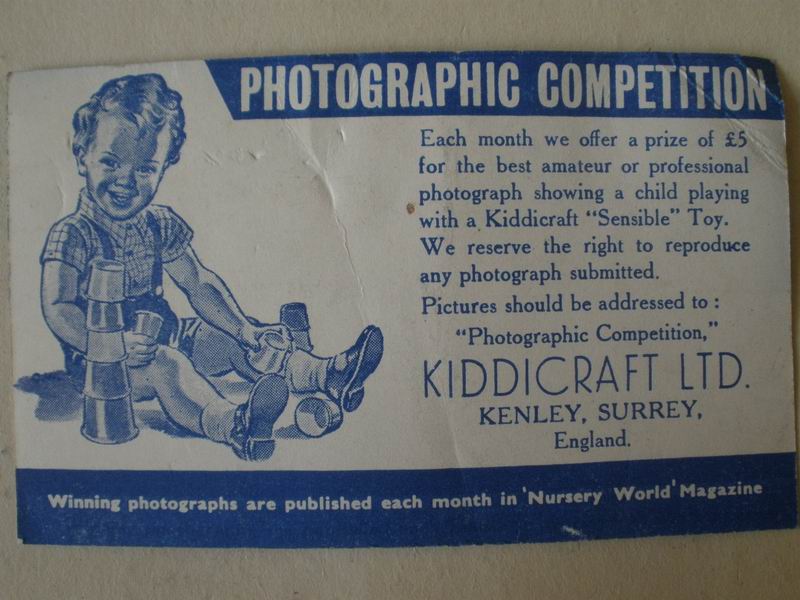 PHOTOGRAPHIC COMPETITION
Each month we offer a prize of £5
for the best amateur or professional
photograph showing a child playing
with a Kiddicraft "Sensible" Toy.
We reserve the right to reproduce
any photograph submitted.
Pictures should be addressed to :
"Photographic Competition,"
KIDDICRAFT LTD.
KENLEY, SURREY,
England.
Winning photographs are published each month in 'Nursery World' Magazine